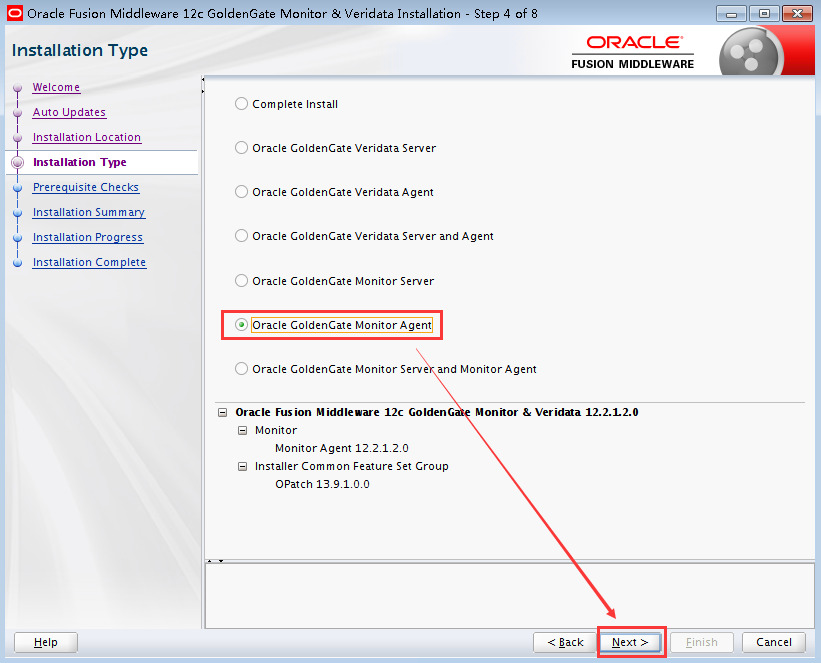 Oracle Fusion Middleware 12c GoldenGate Monitor & Veridata Installation - Step 4 of 8
Installation Type
ORACLE
FUSION MIDDLEWARE
Welcome
Auto Updates
Installation Location
Installation Type
Prerequisite Checks
Installation Summary
Installation Progress
Installation Complete
Complete Install
Oracle GoldenGate Veridata Server
Oracle GoldenGate Veridata Agent
Oracle GoldenGate Veridata Server and Agent
Oracle GoldenGate Monitor Server
Oracle GoldenGate Monitor Agent
Oracle GoldenGate Monitor Server and Monitor Agent
Oracle Fusion Middleware 12c GoldenGate Monitor & Veridata 12.2.1.2.0
Monitor
Monitor Agent 12.2.1.2.0
Installer Common Feature Set Group
OPatch 13.9.1.0.0
Help
< Back
Next >
Finish
Cancel